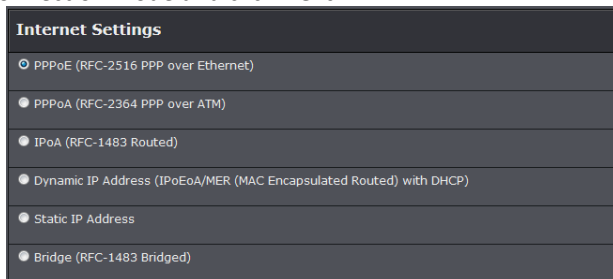 Internet Settings
PPPoE (RFC-2516 PPP over Ethernet)
PPPoA (RFC-2364 PPP over ATM)
IPoA (RFC-1483 Routed)
Dynamic IP Address (IPoEoA/MER (MAC Encapsulated Routed) with DHCP)
Static IP Address
Bridge (RFC-1483 Bridged)